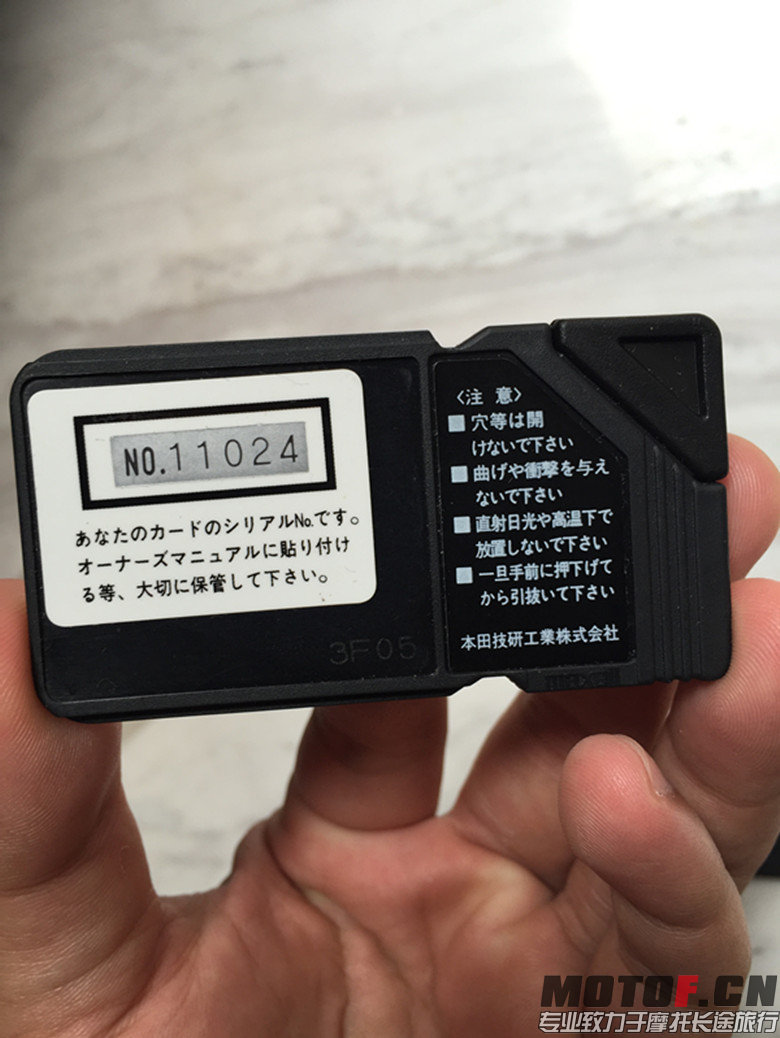 NO.11024
あなたのカードのシリアルNo.です。
オーナーズマニュアルに貼り付け
る等、大切に保管して下さい。
3F05
〈注 意〉
■穴等は開
けないで下さい
■曲げや衝撃を与え
ないで下さい
■直射日光や高温下で
放置しないで下さい
■一旦手前に押下げて
から引抜いて下さい
本田技研工業株式会社
MOTOF.CN
专业致力于摩托长途旅行